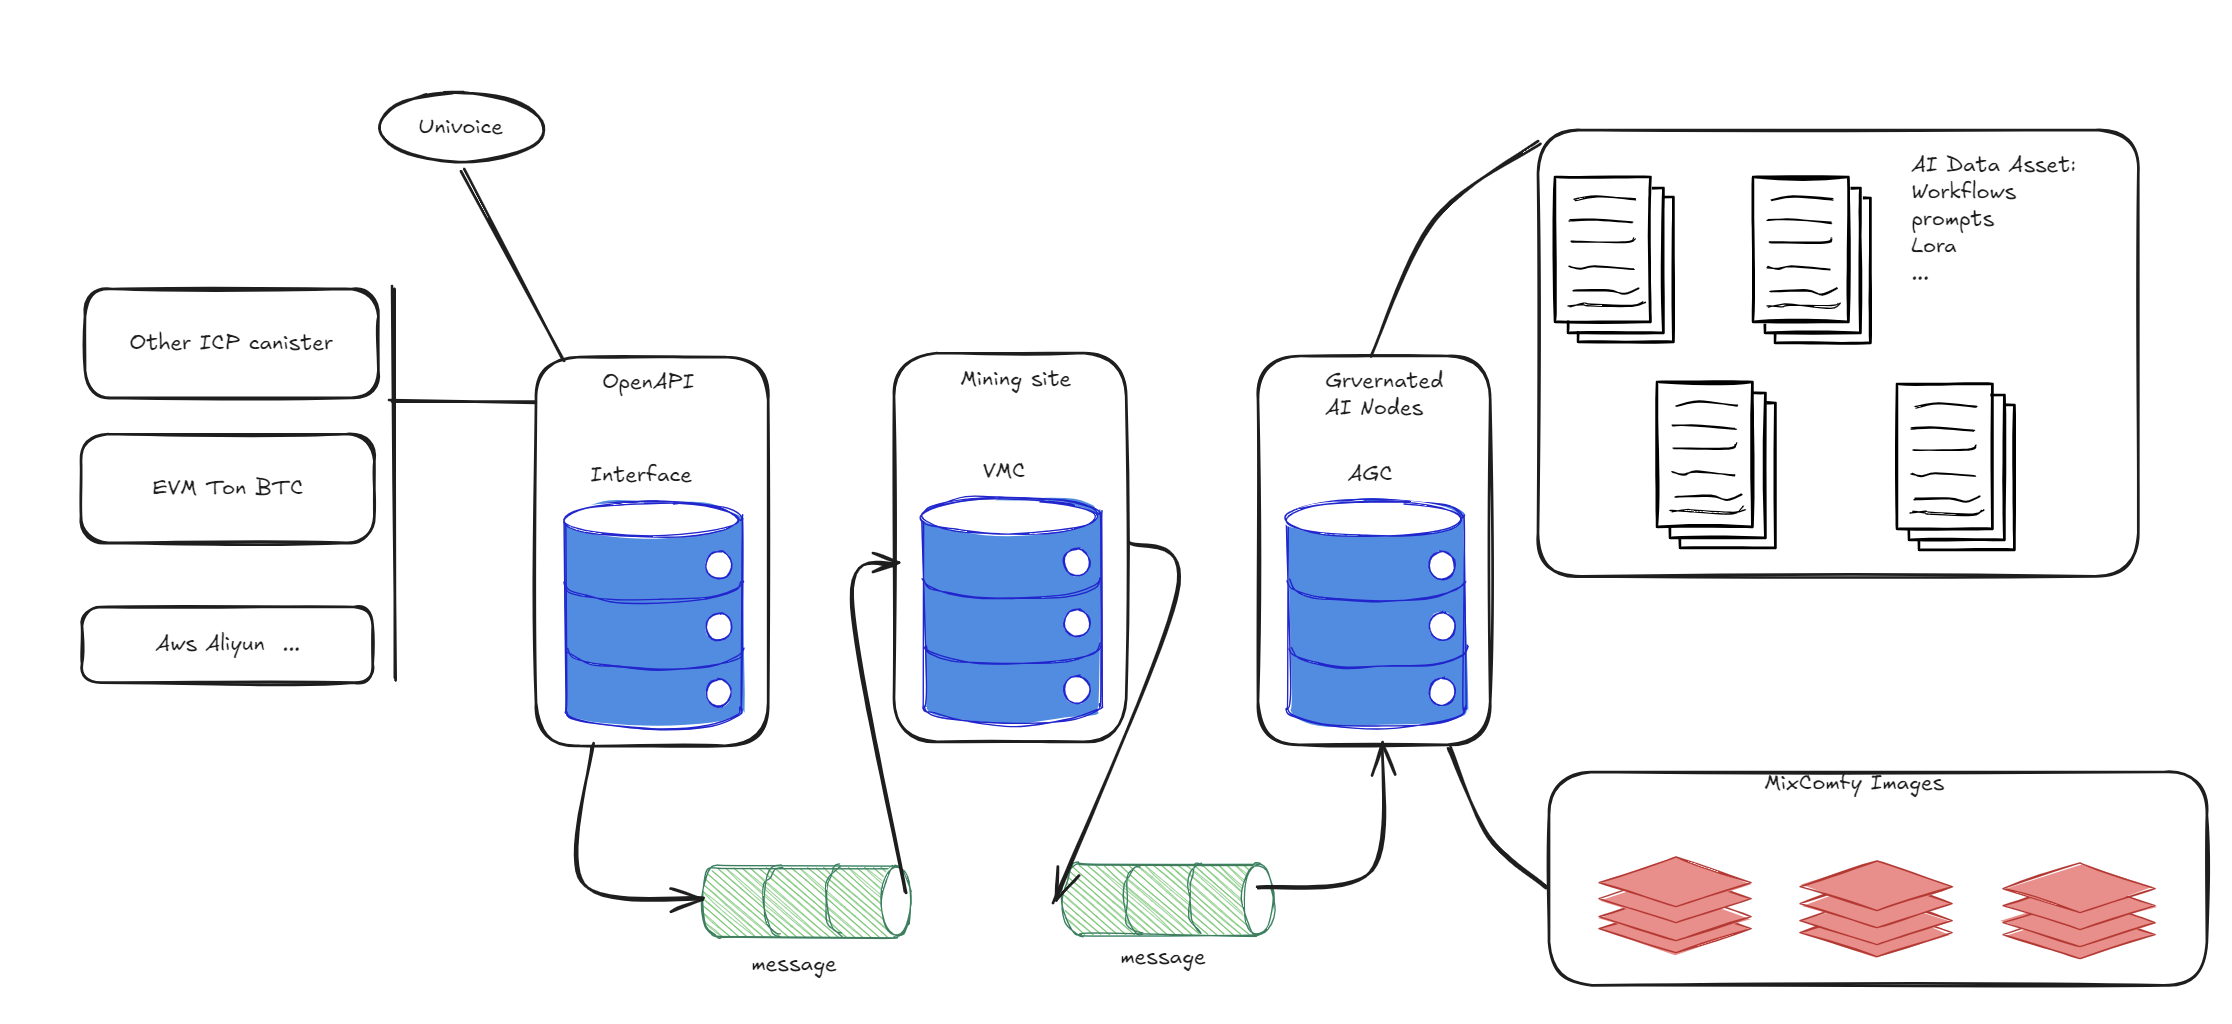 Univoice
Other ICP canister
EVM Ton BTC
Aws Aliyun ...
OpenAPI
Interface
message
Mining site
VMC
message
Grvernated
AI Nodes
AGC
AI Data Asset:
Workflows
prompts
Lora
...
MixComfy Images